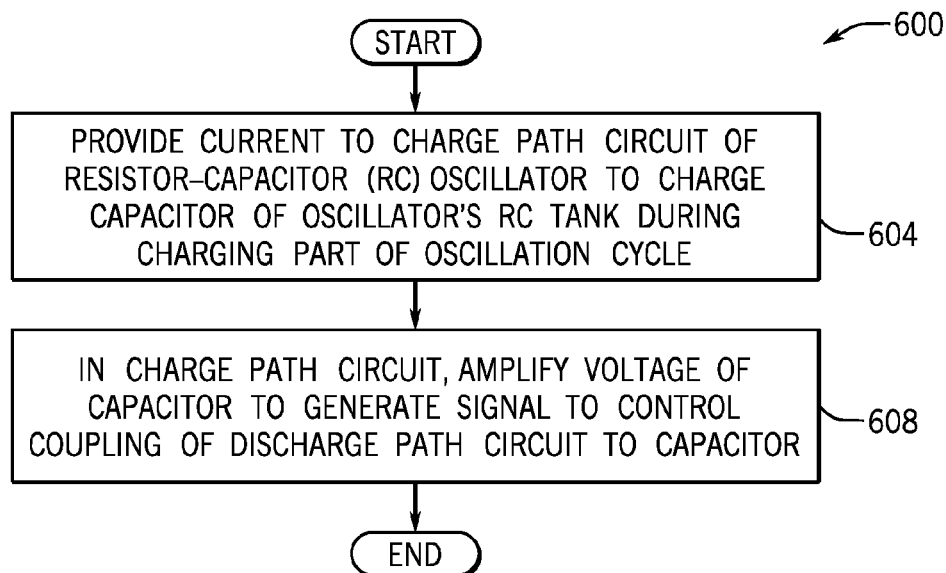 600
START
PROVIDE CURRENT TO CHARGE PATH CIRCUIT OF
RESISTOR–CAPACITOR (RC) OSCILLATOR TO CHARGE
CAPACITOR OF OSCILLATOR'S RC TANK DURING
CHARGING PART OF OSCILLATION CYCLE
604
IN CHARGE PATH CIRCUIT, AMPLIFY VOLTAGE OF
CAPACITOR TO GENERATE SIGNAL TO CONTROL
COUPLING OF DISCHARGE PATH CIRCUIT TO CAPACITOR
608
END